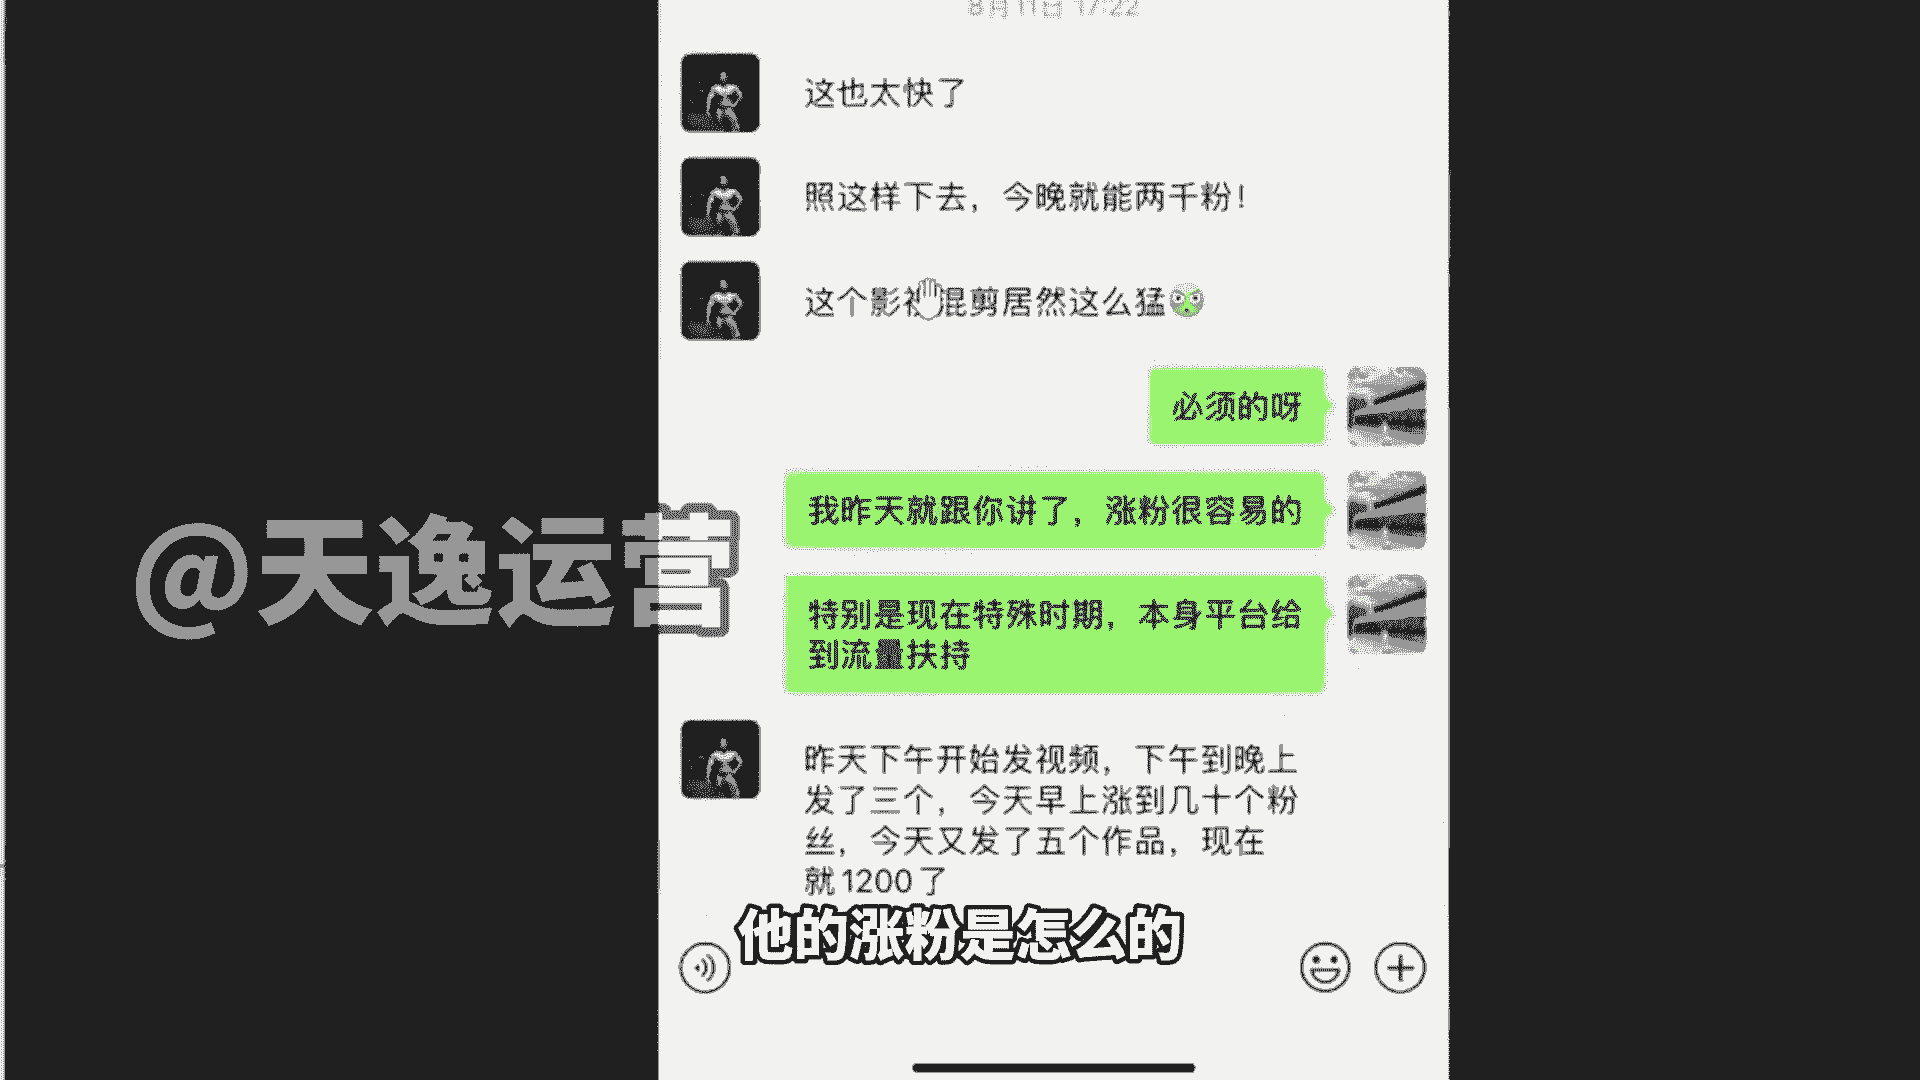 8月11日 17:22
这也太快了
照这样下去，今晚就能两千粉！
这个影视混剪居然这么猛
必须的呀
我昨天就跟你讲了，涨粉很容易的
特别是现在特殊时期，本身平台给
到流量扶持
@天逸运营
昨天下午开始发视频，下午到晚上
发了三个，今天早上涨到几十个粉
丝，今天又发了五个作品，现在
就1200了
他的涨粉是怎么的